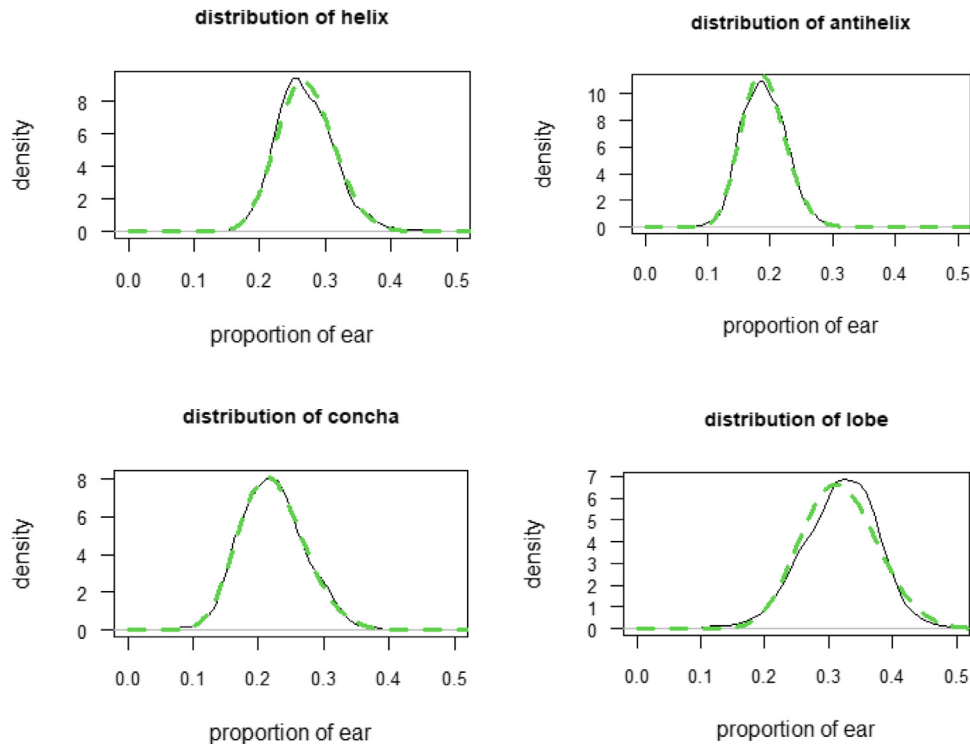 distribution of helix
density
8
6
4
2
0
0.0 0.1 0.2 0.3 0.4 0.5
proportion of ear
distribution of antihelix
density
10
8
6
4
2
0
0.0 0.1 0.2 0.3 0.4 0.5
proportion of ear
distribution of concha
density
8
6
4
2
0
0.0 0.1 0.2 0.3 0.4 0.5
proportion of ear
distribution of lobe
density
7
6
5
4
3
2
1
0
0.0 0.1 0.2 0.3 0.4 0.5
proportion of ear